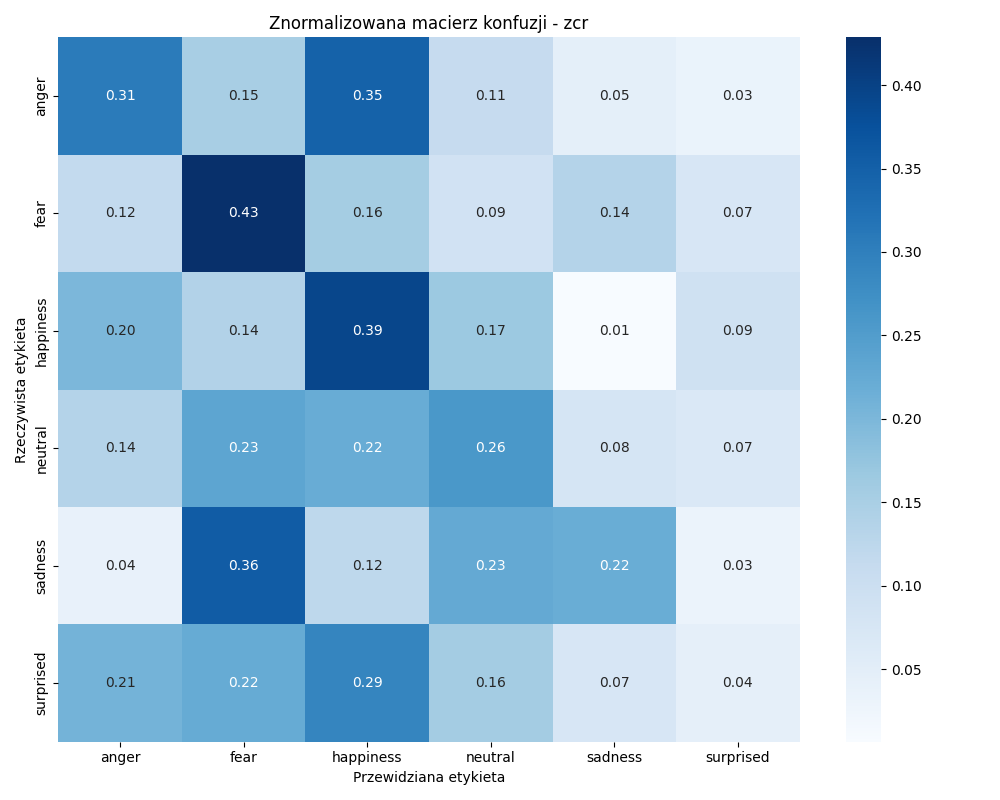 Znormalizowana macierz konfuzji - zcr
Rzeczywista etykieta
anger 0.31 0.15 0.35 0.11 0.05 0.03
fear 0.12 0.43 0.16 0.09 0.14 0.07
happiness 0.20 0.14 0.39 0.17 0.01 0.09
neutral 0.14 0.23 0.22 0.26 0.08 0.07
sadness 0.04 0.36 0.12 0.23 0.22 0.03
surprised 0.21 0.22 0.29 0.16 0.07 0.04
anger fear happiness neutral sadness surprised
Przewidziana etykieta
0.40
0.35
0.30
0.25
0.20
0.15
0.10
0.05